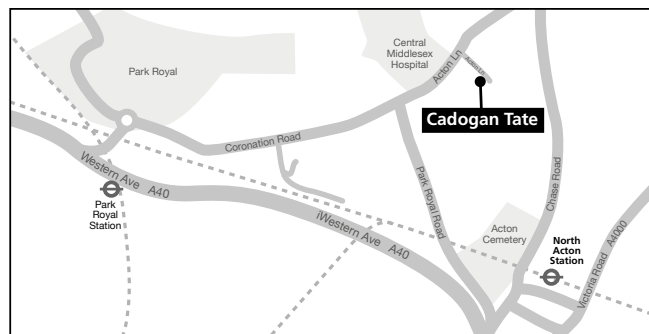 Park Royal
Central
Middlesex
Hospital
Acton Ln
Cadogan Tate
Coronation Road
Western Ave A40
Park
Royal
Station
iWestern Ave A40
Park Royal Road
Chase Road
Acton
Cemetery
North
Acton
Station
Victoria Road A4000